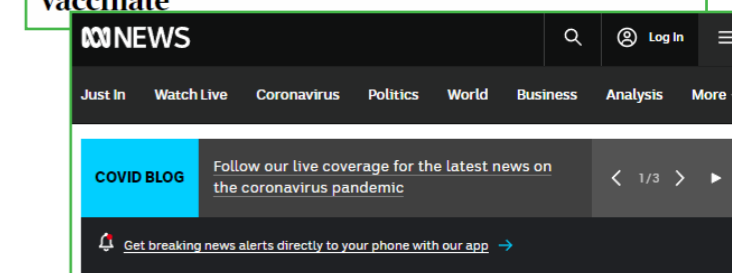 vaccinate
NEWS
Log In
Just In Watch Live Coronavirus Politics World Business Analysis More
COVID BLOG
Follow our live coverage for the latest news on
the coronavirus pandemic
1/3
Get breaking news alerts directly to your phone with our app →